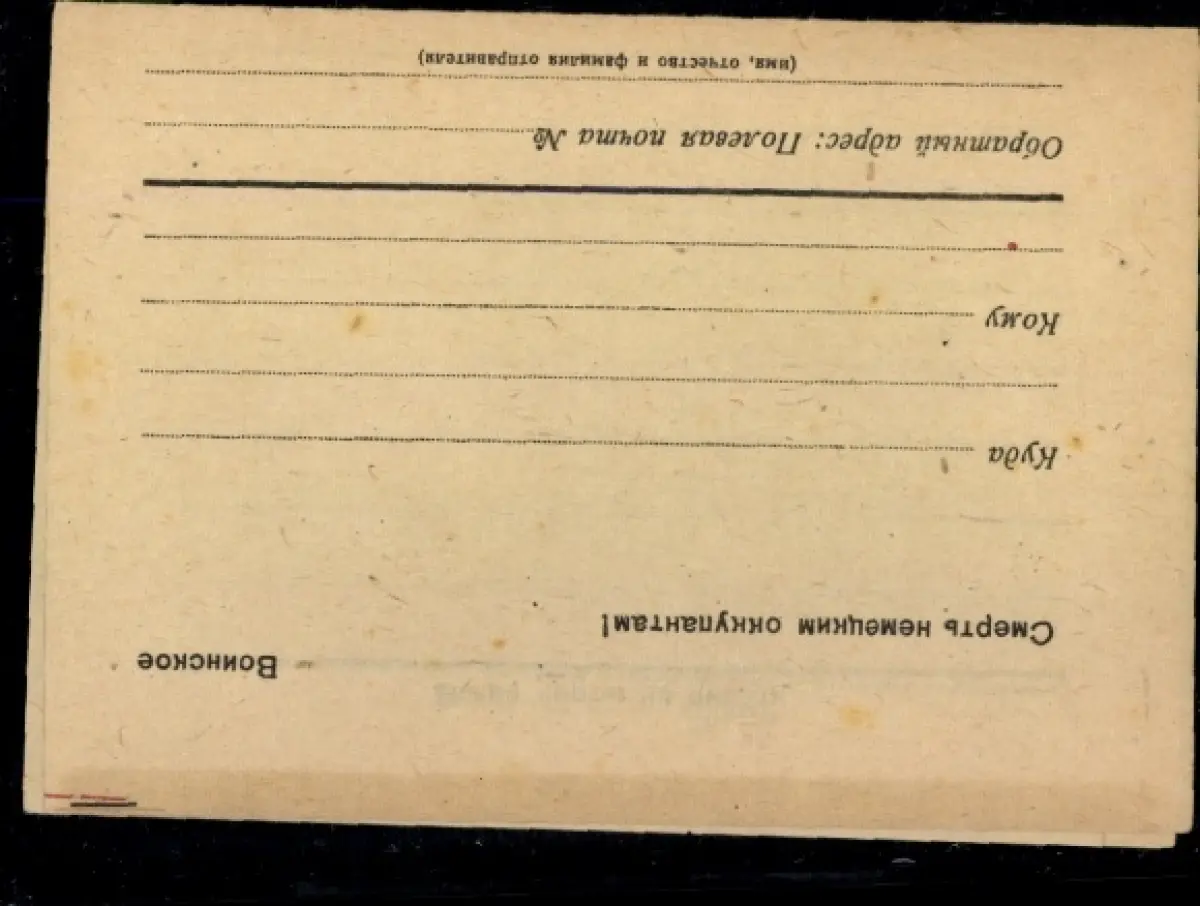 Воинское
Смерть немецким оккупантам!
Куда
Кому
Обратный адрес: Полевая почта №
(имя, отчество и фамилия отправителя)